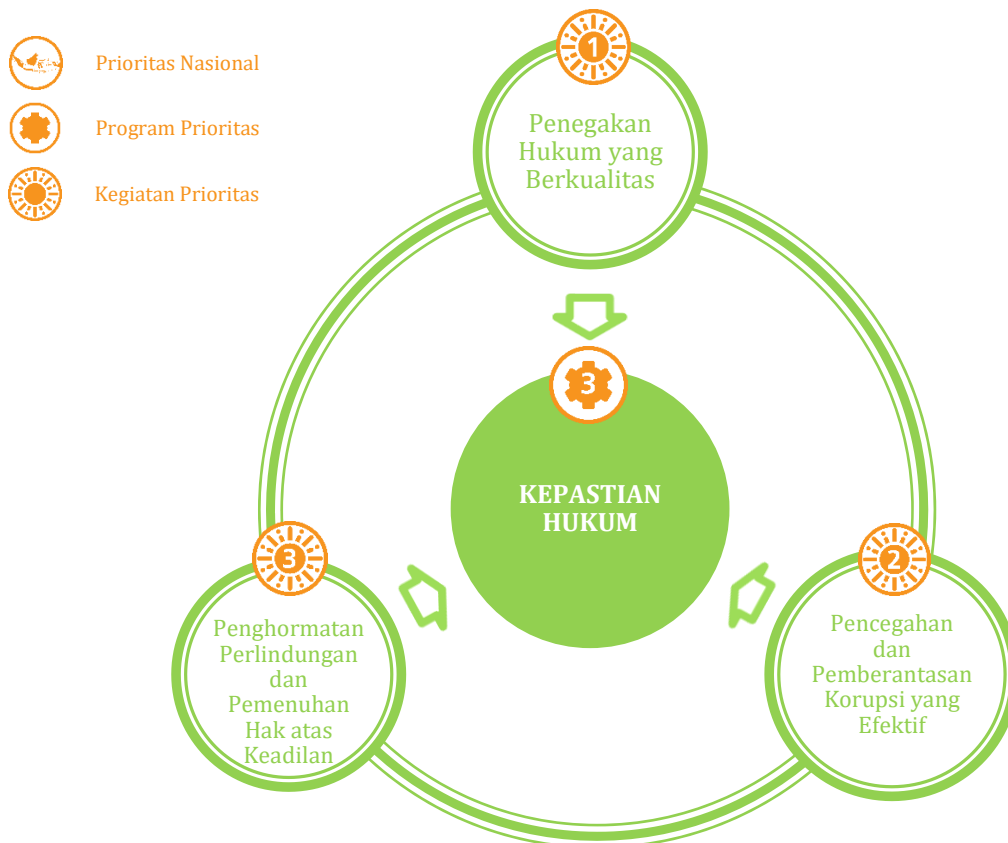 Prioritas Nasional
Program Prioritas
Kegiatan Prioritas
1
Penegakan
Hukum yang
Berkualitas
3
KEPASTIAN
HUKUM
3
Penghormatan
Perlindungan
dan
Pemenuhan
Hak atas
Keadilan
2
Pencegahan
dan
Pemberantasan
Korupsi yang
Efektif